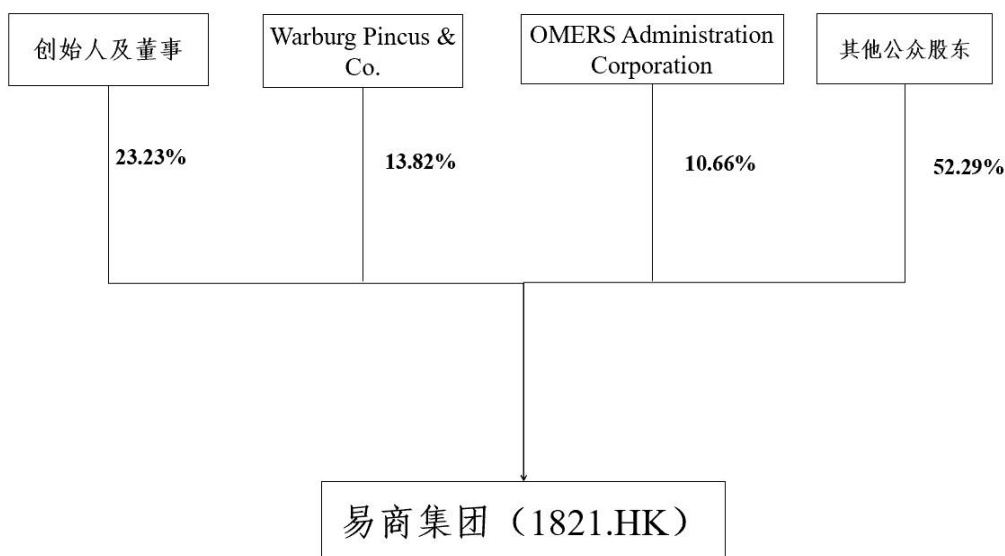 创始人及董事
Warburg Pincus &
Co.
OMERS Administration
Corporation
其他公众股东
23.23%
13.82%
10.66%
52.29%
易商集团（1821.HK）